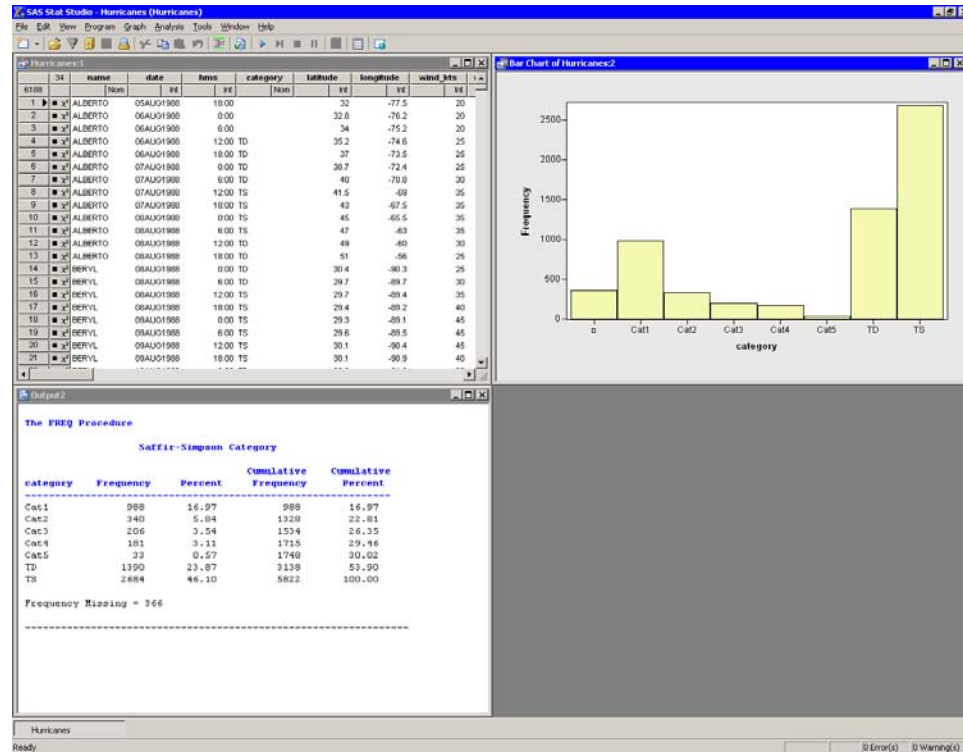 SAS Stat Studio - Hurricanes (Hurricanes)
File Edit View Program Graph Analysis Tools Window Help
Hurricanes:1
34 name date hms category latitude longitude wind_kts
6188 Nom Int Int Nom Int Int Int
1 ALBERTO 05AUG1988 18:00 32 -77.5 20
2 ALBERTO 06AUG1988 0:00 32.8 -76.2 20
3 ALBERTO 06AUG1988 6:00 34 -75.2 20
4 ALBERTO 06AUG1988 12:00 TD 35.2 -74.6 25
5 ALBERTO 06AUG1988 18:00 TD 37 -73.5 25
6 ALBERTO 07AUG1988 0:00 TD 38.7 -72.4 25
7 ALBERTO 07AUG1988 6:00 TD 40 -70.8 30
8 ALBERTO 07AUG1988 12:00 TS 41.5 -69 35
9 ALBERTO 07AUG1988 18:00 TS 43 -67.5 35
10 ALBERTO 08AUG1988 0:00 TS 45 -65.5 35
11 ALBERTO 08AUG1988 6:00 TS 47 -63 35
12 ALBERTO 08AUG1988 12:00 TD 49 -60 30
13 ALBERTO 08AUG1988 18:00 TD 51 -56 25
14 BERYL 08AUG1988 0:00 TD 30.4 -90.3 25
15 BERYL 08AUG1988 6:00 TD 29.7 -89.7 30
16 BERYL 08AUG1988 12:00 TS 29.7 -89.4 35
17 BERYL 08AUG1988 18:00 TS 29.4 -89.2 40
18 BERYL 09AUG1988 0:00 TS 29.3 -89.1 45
19 BERYL 09AUG1988 6:00 TS 29.6 -89.5 45
20 BERYL 09AUG1988 12:00 TS 30.1 -90.4 45
21 BERYL 09AUG1988 18:00 TS 30.1 -90.9 40
Bar Chart of Hurricanes:2
2500
2000
1500
1000
500
0
Frequency
Cat1 Cat2 Cat3 Cat4 Cat5 TD TS
category
Output2
The FREQ Procedure
Saffir-Simpson Category
Cumulative Cumulative
category Frequency Percent Frequency Percent
Cat1 988 16.97 988 16.97
Cat2 340 5.84 1328 22.81
Cat3 206 3.54 1534 26.35
Cat4 181 3.11 1715 29.46
Cat5 33 0.57 1748 30.02
TD 1390 23.87 3138 53.90
TS 2684 46.10 5822 100.00
Frequency Missing = 366
Hurricanes
Ready
0 Error(s) 0 Warning(s)